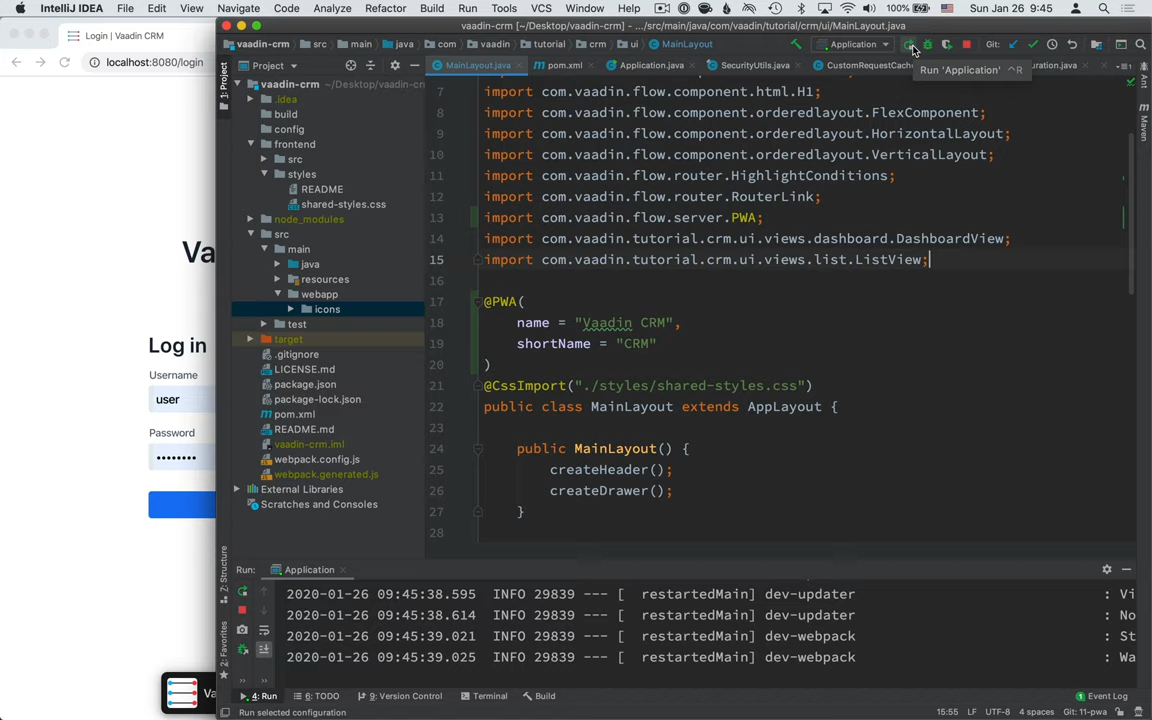 IntelliJ IDEA File Edit View Navigate Code Analyze Refactor Build Run Tools VCS Window Help 100% Sun Jan 26 9:45
vaadin-crm [~/Desktop/vaadin-crm] - .../src/main/java/com/vaadin/tutorial/crm/ui/MainLayout.java
Login | Vaadin CRM
localhost:8080/login
vaadin-crm src main java com vaadin tutorial crm ui MainLayout Application Git:
Run 'Application' ^R
Project
MainLayout.java pom.xml Application.java SecurityUtils.java CustomRequestCache uration.java
1: Project
Ant
Maven
vaadin-crm ~/Desktop/vaadin-crm
.idea
build
config
frontend
src
styles
README
shared-styles.css
node_modules
src
main
java
resources
webapp
icons
test
target
.gitignore
LICENSE.md
package.json
package-lock.json
pom.xml
README.md
vaadin-crm.iml
webpack.config.js
webpack.generated.js
External Libraries
Scratches and Consoles
7 import com.vaadin.flow.component.html.H1;
8 import com.vaadin.flow.component.orderedlayout.FlexComponent;
9 import com.vaadin.flow.component.orderedlayout.HorizontalLayout;
10 import com.vaadin.flow.component.orderedlayout.VerticalLayout;
11 import com.vaadin.flow.router.HighlightConditions;
12 import com.vaadin.flow.router.RouterLink;
13 import com.vaadin.flow.server.PWA;
14 import com.vaadin.tutorial.crm.ui.views.dashboard.DashboardView;
15 import com.vaadin.tutorial.crm.ui.views.list.ListView;
16
17 @PWA(
18 name = "Vaadin CRM",
19 shortName = "CRM"
20 )
21 @CssImport("./styles/shared-styles.css")
22 public class MainLayout extends AppLayout {
23
24 public MainLayout() {
25 createHeader();
26 createDrawer();
27 }
28
Va
Log in
Username
user
Password
••••••••
Va
Z: Structure
2: Favorites
Run: Application
2020-01-26 09:45:38.595 INFO 29839 --- [ restartedMain] dev-updater : Vi
2020-01-26 09:45:38.614 INFO 29839 --- [ restartedMain] dev-updater : No
2020-01-26 09:45:39.021 INFO 29839 --- [ restartedMain] dev-webpack : St
2020-01-26 09:45:39.025 INFO 29839 --- [ restartedMain] dev-webpack : Wa
4: Run 6: TODO 9: Version Control Terminal Build 1 Event Log
Run selected configuration 15:55 LF UTF-8 4 spaces Git: 11-pwa